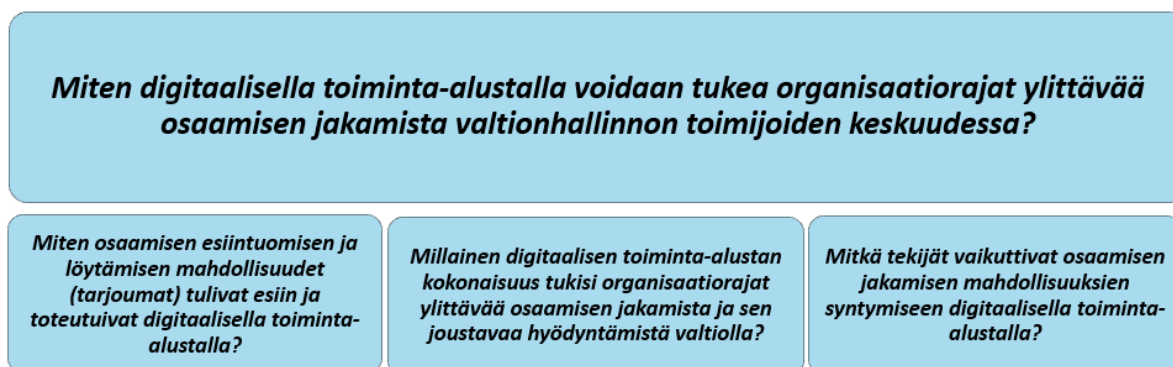 Miten digitaalisella toiminta-alustalla voidaan tukea organisaatiorajat ylittävää
osaamisen jakamista valtionhallinnon toimijoiden keskuudessa?
Miten osaamisen esiintuomisen ja
löytämisen mahdollisuudet
(tarjoumat) tulivat esiin ja
toteutuivat digitaalisella toiminta-
alustalla?
Millainen digitaalisen toiminta-alustan
kokonaisuus tukisi organisaatiorajat
ylittävää osaamisen jakamista ja sen
joustavaa hyödyntämistä valtiolla?
Mitkä tekijät vaikuttivat osaamisen
jakamisen mahdollisuuksien
syntymiseen digitaalisella toiminta-
alustalla?